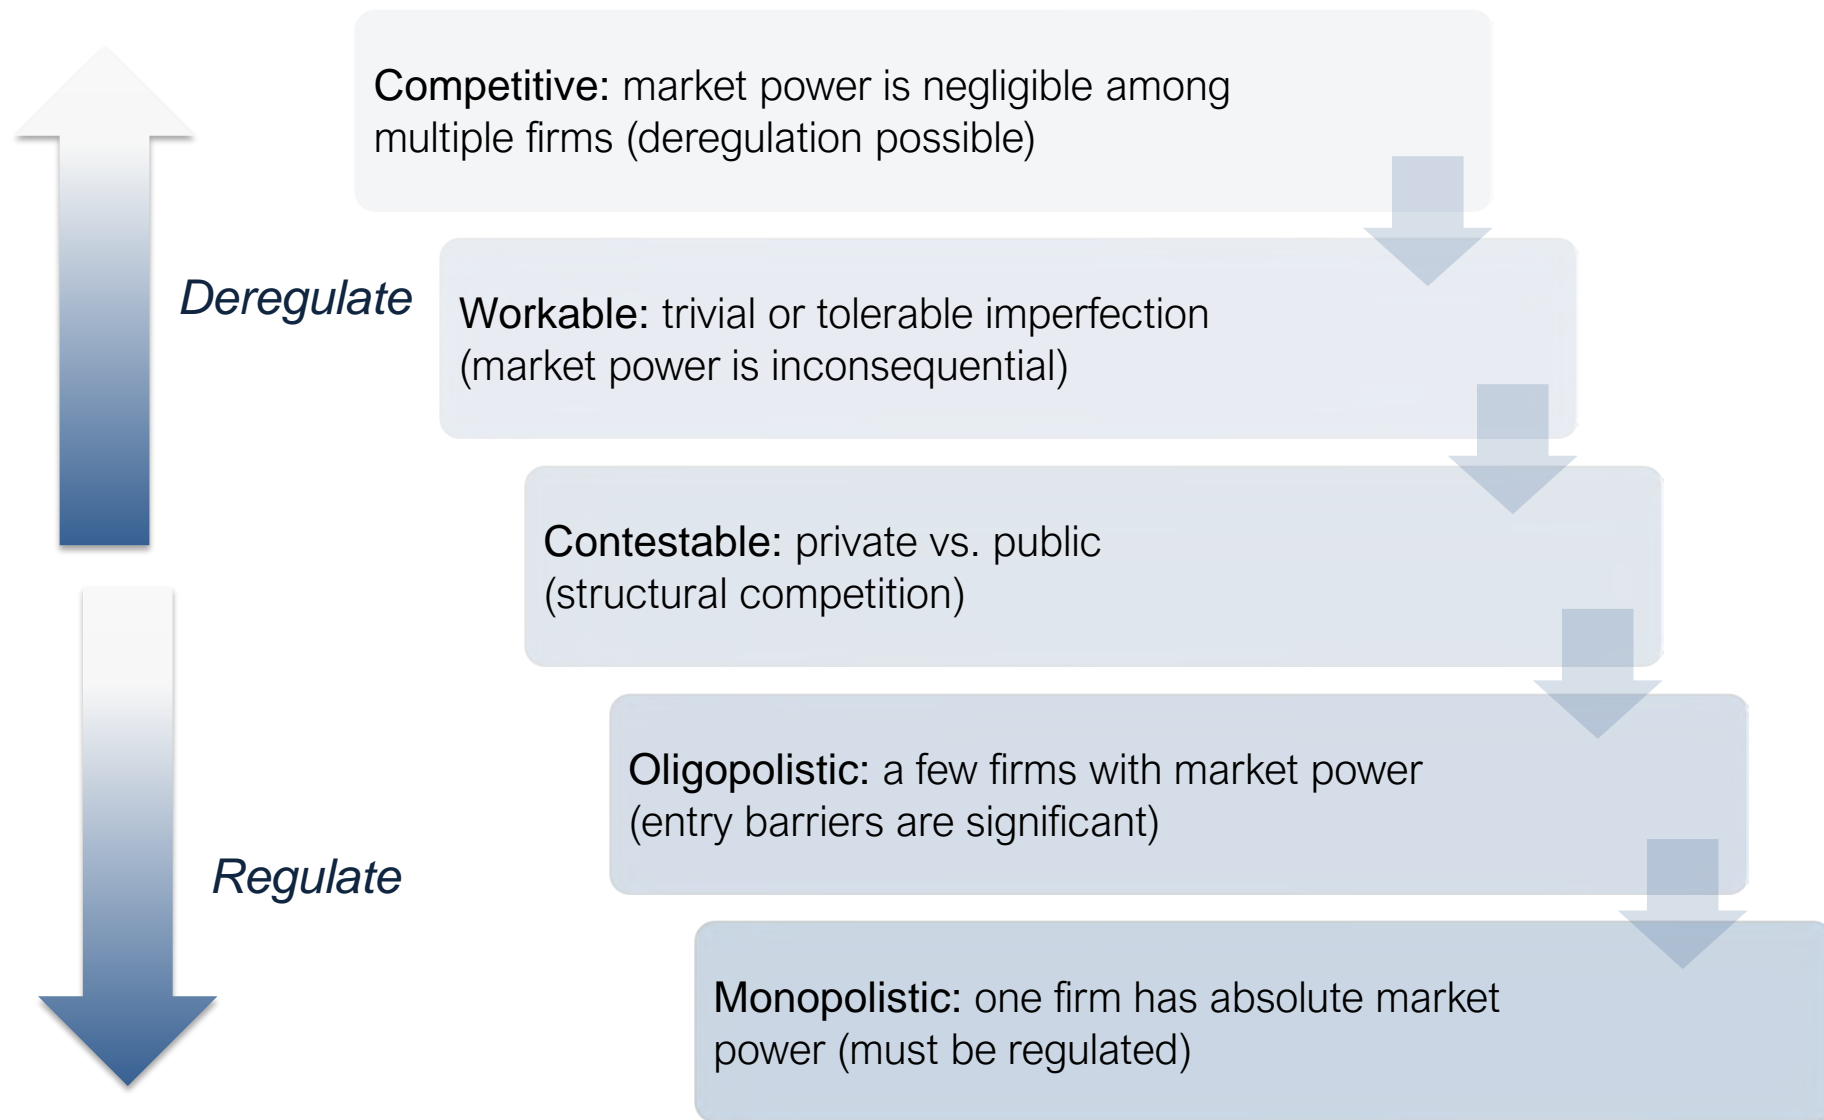 Competitive: market power is negligible among
multiple firms (deregulation possible)
Deregulate
Workable: trivial or tolerable imperfection
(market power is inconsequential)
Contestable: private vs. public
(structural competition)
Oligopolistic: a few firms with market power
(entry barriers are significant)
Regulate
Monopolistic: one firm has absolute market
power (must be regulated)